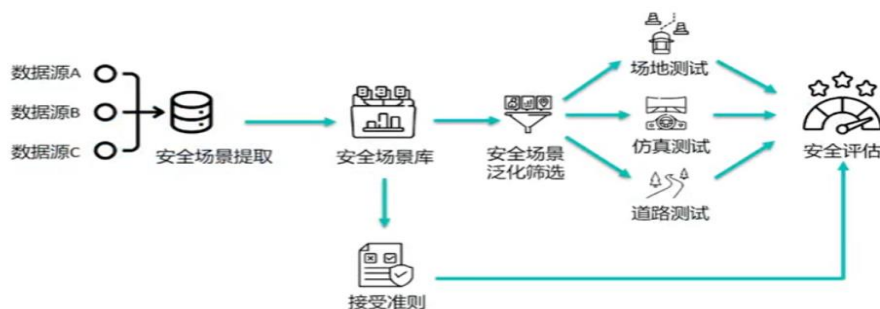 数据源A
数据源B
数据源C
安全场景提取
安全场景库
安全场景
泛化筛选
场地测试
仿真测试
道路测试
安全评估
接受准则